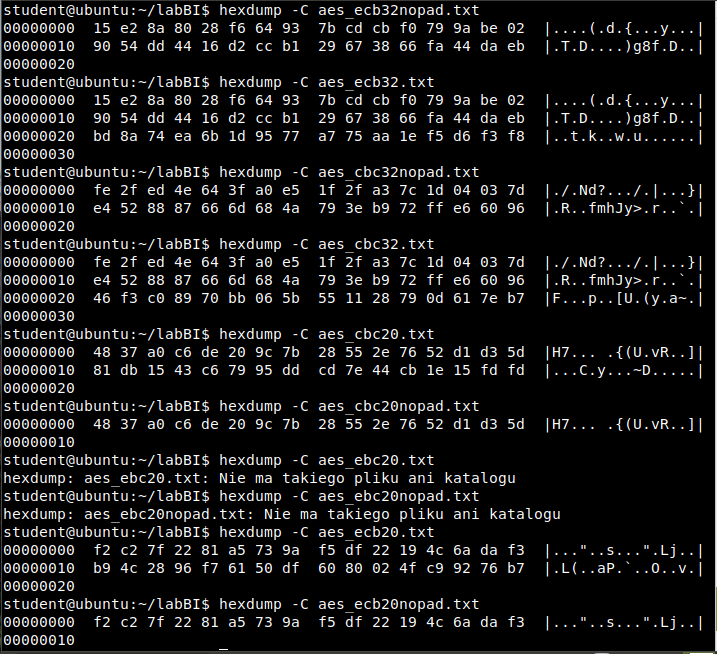 student@ubuntu:~/labBI$ hexdump -C aes_ecb32nopad.txt
00000000  15 e2 8a 80 28 f6 64 93  7b cd cb f0 79 9a be 02  |....(.d.{...y...|
00000010  90 54 dd 44 16 d2 cc b1  29 67 38 66 fa 44 da eb  |.T.D....)g8f.D..|
00000020
student@ubuntu:~/labBI$ hexdump -C aes_ecb32.txt
00000000  15 e2 8a 80 28 f6 64 93  7b cd cb f0 79 9a be 02  |....(.d.{...y...|
00000010  90 54 dd 44 16 d2 cc b1  29 67 38 66 fa 44 da eb  |.T.D....)g8f.D..|
00000020  bd 8a 74 ea 6b 1d 95 77  a7 75 aa 1e f5 d6 f3 f8  |..t.k..w.u......|
00000030
student@ubuntu:~/labBI$ hexdump -C aes_cbc32nopad.txt
00000000  fe 2f ed 4e 64 3f a0 e5  1f 2f a3 7c 1d 04 03 7d  |./.Nd?.../.|...}|
00000010  e4 52 88 87 66 6d 68 4a  79 3e b9 72 ff e6 60 96  |.R..fmhJy>.r..`.|
00000020
student@ubuntu:~/labBI$ hexdump -C aes_cbc32.txt
00000000  fe 2f ed 4e 64 3f a0 e5  1f 2f a3 7c 1d 04 03 7d  |./.Nd?.../.|...}|
00000010  e4 52 88 87 66 6d 68 4a  79 3e b9 72 ff e6 60 96  |.R..fmhJy>.r..`.|
00000020  46 f3 c0 89 70 bb 06 5b  55 11 28 79 0d 61 7e b7  |F...p..[U.(y.a~.|
00000030
student@ubuntu:~/labBI$ hexdump -C aes_cbc20.txt
00000000  48 37 a0 c6 de 20 9c 7b  28 55 2e 76 52 d1 d3 5d  |H7... .{(U.vR..]|
00000010  81 db 15 43 c6 79 95 dd  cd 7e 44 cb 1e 15 fd fd  |...C.y...~D.....|
00000020
student@ubuntu:~/labBI$ hexdump -C aes_cbc20nopad.txt
00000000  48 37 a0 c6 de 20 9c 7b  28 55 2e 76 52 d1 d3 5d  |H7... .{(U.vR..]|
00000010
student@ubuntu:~/labBI$ hexdump -C aes_ebc20.txt
hexdump: aes_ebc20.txt: Nie ma takiego pliku ani katalogu
student@ubuntu:~/labBI$ hexdump -C aes_ebc20nopad.txt
hexdump: aes_ebc20nopad.txt: Nie ma takiego pliku ani katalogu
student@ubuntu:~/labBI$ hexdump -C aes_ecb20.txt
00000000  f2 c2 7f 22 81 a5 73 9a  f5 df 22 19 4c 6a da f3  |..."..s...".Lj..|
00000010  b9 4c 28 96 f7 61 50 df  60 80 02 4f c9 92 76 b7  |.L(..aP.`..O..v.|
00000020
student@ubuntu:~/labBI$ hexdump -C aes_ecb20nopad.txt
00000000  f2 c2 7f 22 81 a5 73 9a  f5 df 22 19 4c 6a da f3  |..."..s...".Lj..|
00000010